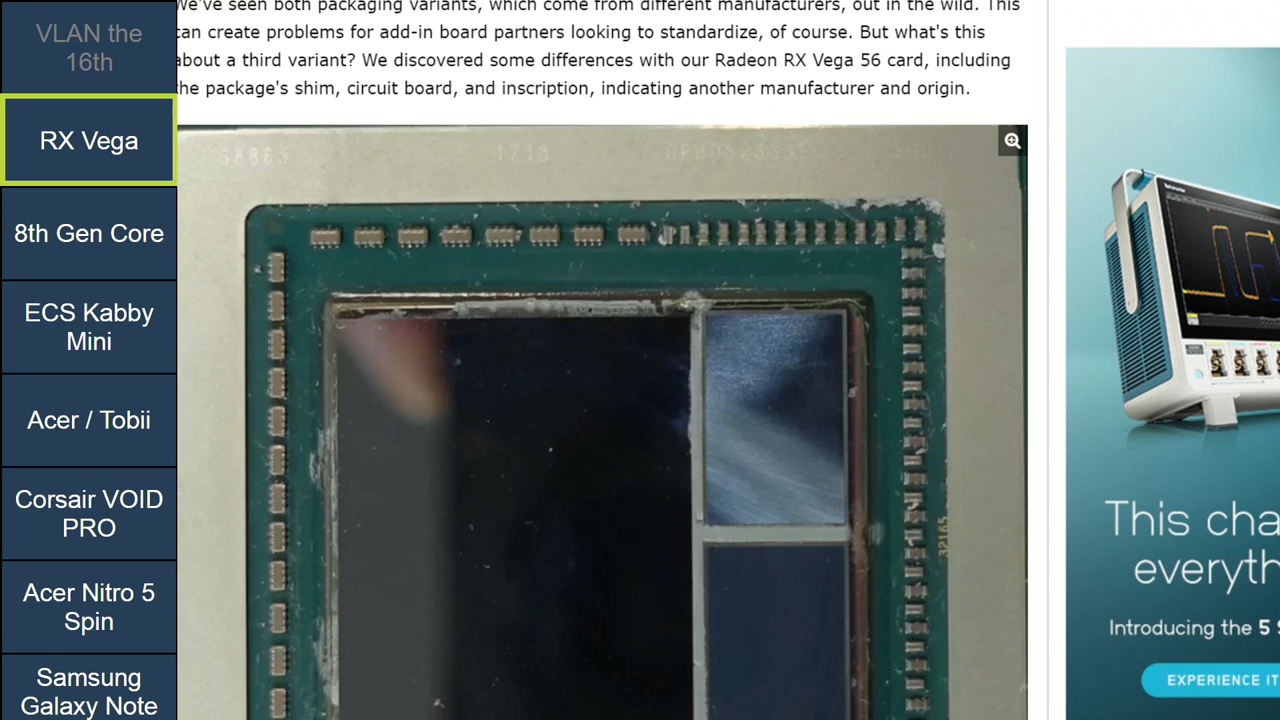 VLAN the
16th
RX Vega
8th Gen Core
ECS Kabby
Mini
Acer / Tobii
Corsair VOID
PRO
Acer Nitro 5
Spin
Samsung
Galaxy Note
We've seen both packaging variants, which come from different manufacturers, out in the wild. This
can create problems for add-in board partners looking to standardize, of course. But what's this
about a third variant? We discovered some differences with our Radeon RX Vega 56 card, including
the package's shim, circuit board, and inscription, indicating another manufacturer and origin.
1718
32165
Tektronix
This cha
everyth
Introducing the 5 S
EXPERIENCE IT